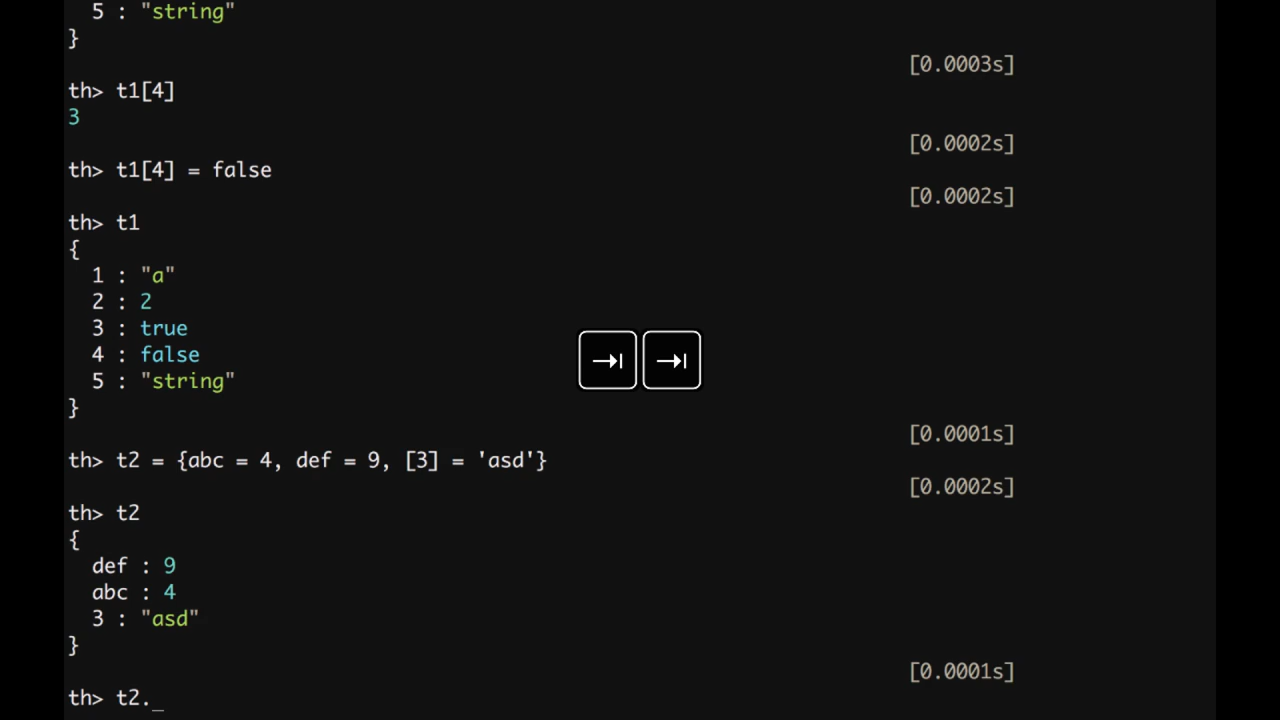 5 : "string"
}
[0.0003s]
th> t1[4]
3
[0.0002s]
th> t1[4] = false
[0.0002s]
th> t1
{
1 : "a"
2 : 2
3 : true
4 : false
5 : "string"
}
[0.0001s]
th> t2 = {abc = 4, def = 9, [3] = 'asd'}
[0.0002s]
th> t2
{
def : 9
abc : 4
3 : "asd"
}
[0.0001s]
th> t2._